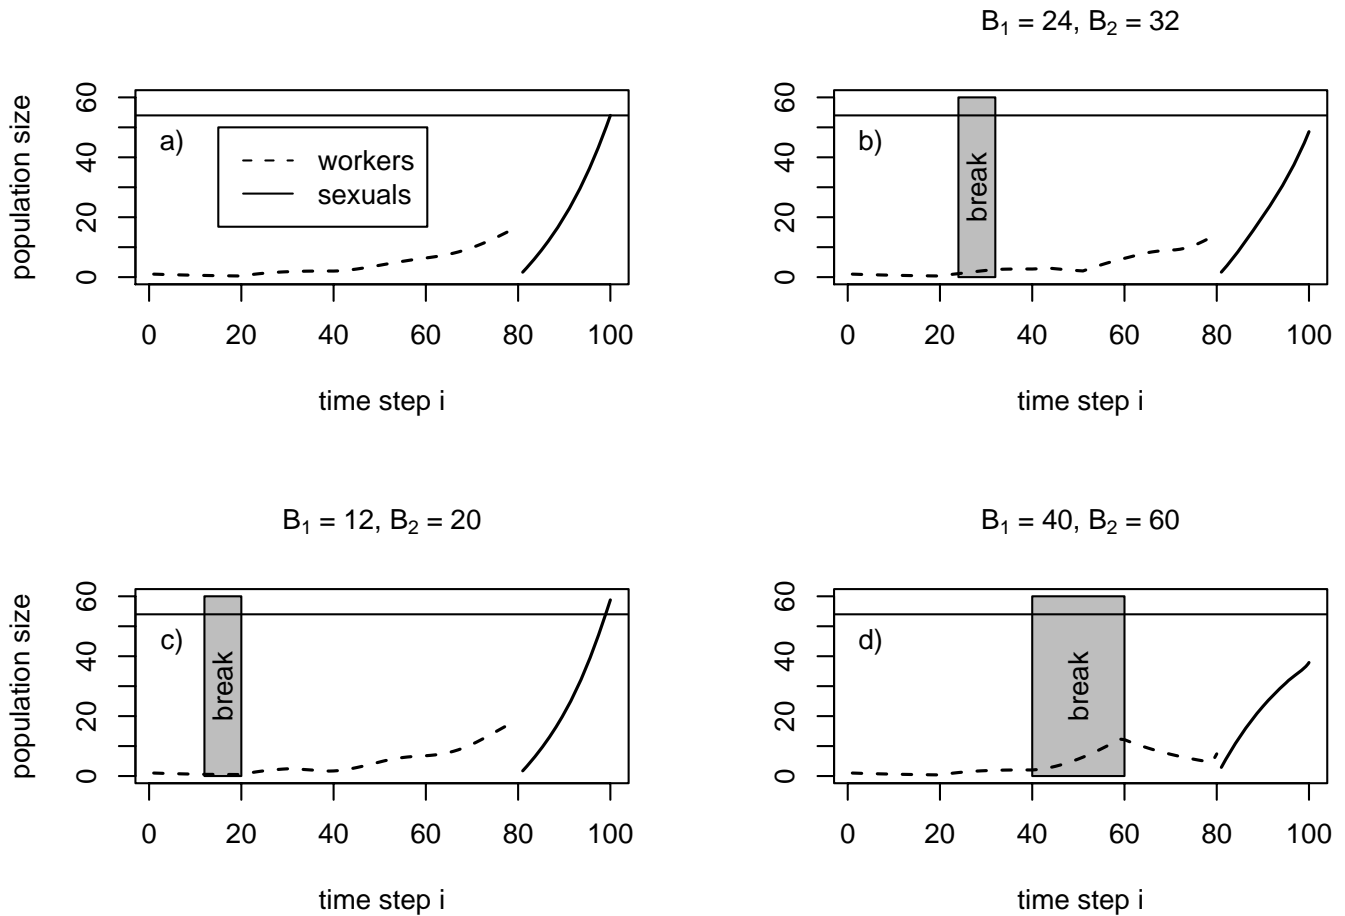 population size
60
40
20
0
a)
workers
sexuals
0 20 40 60 80 100
time step i
B₁ = 24, B₂ = 32
60
40
20
0
b)
break
0 20 40 60 80 100
time step i
B₁ = 12, B₂ = 20
population size
60
40
20
0
c)
break
0 20 40 60 80 100
time step i
B₁ = 40, B₂ = 60
60
40
20
0
d)
break
0 20 40 60 80 100
time step i